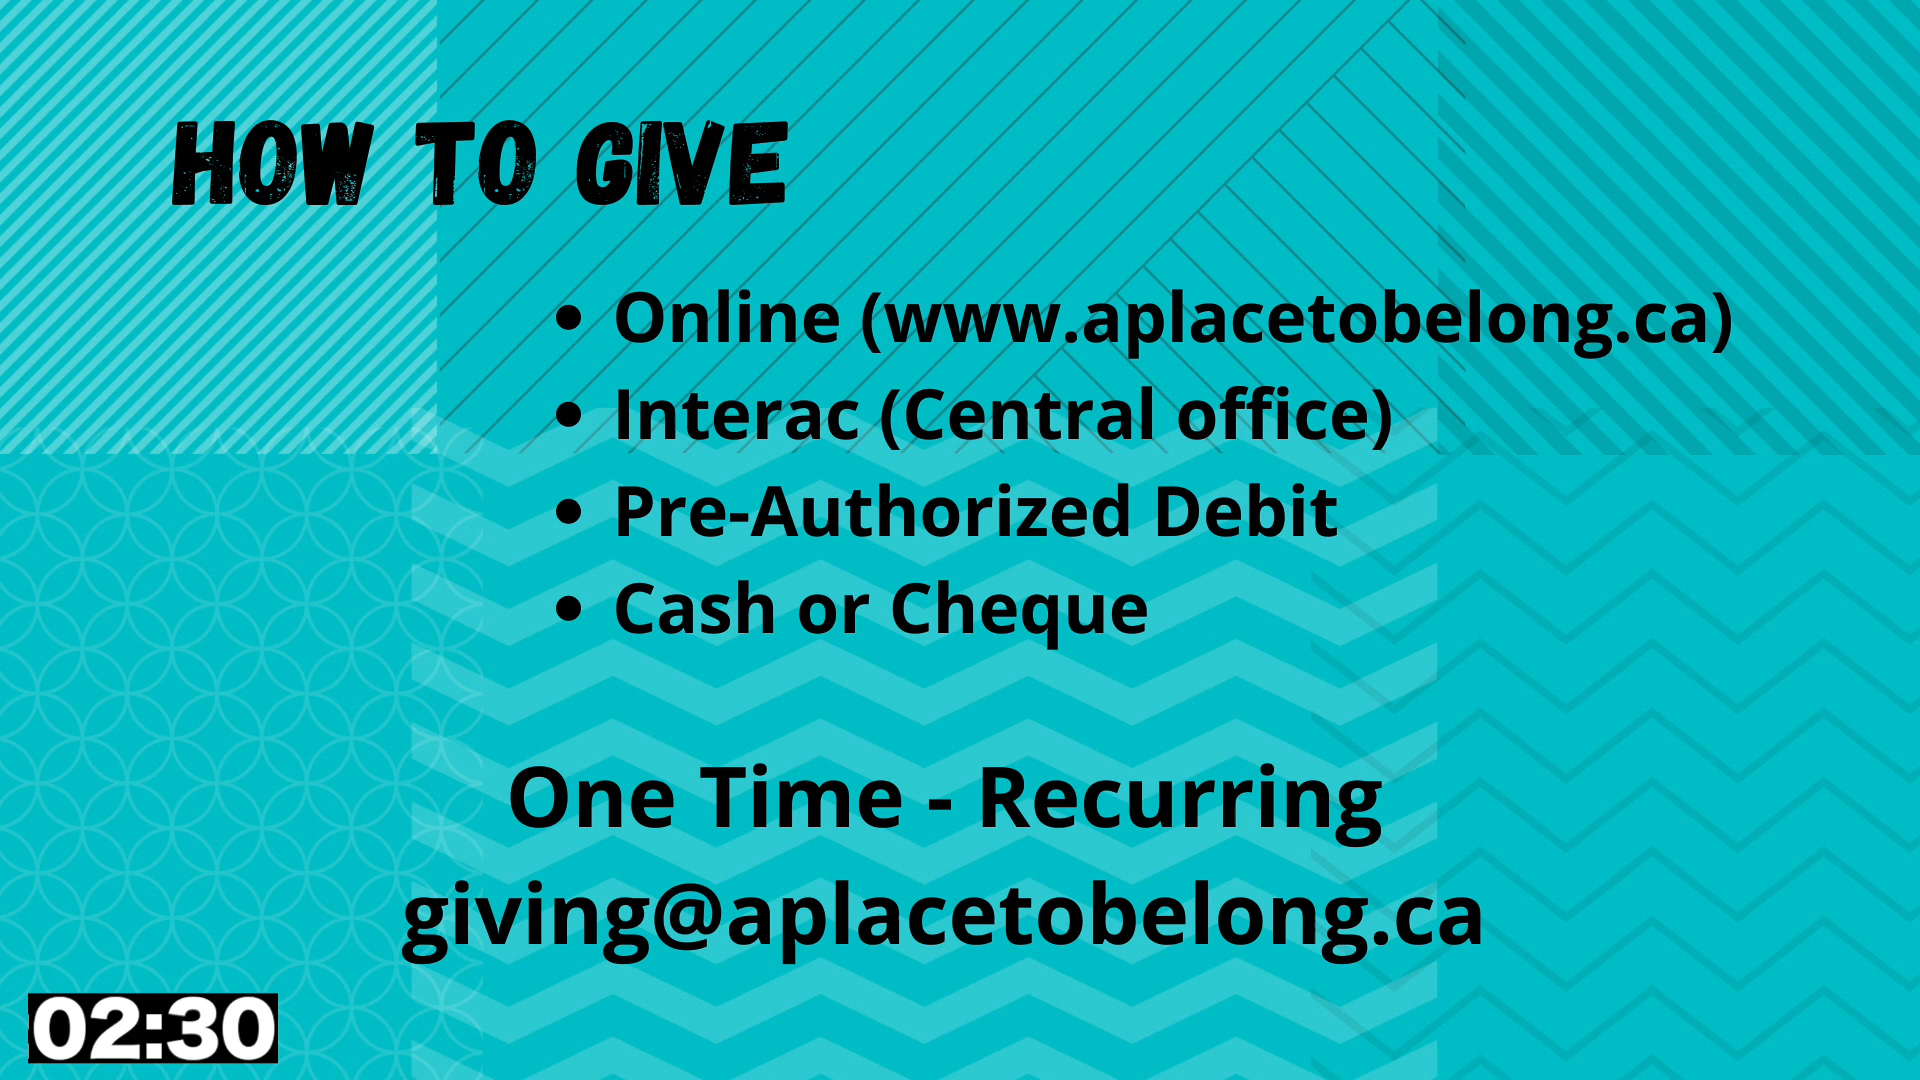 HOW TO GIVE
• Online (www.aplacetobelong.ca)
• Interac (Central office)
• Pre-Authorized Debit
• Cash or Cheque
One Time - Recurring
giving@aplacetobelong.ca
02:30